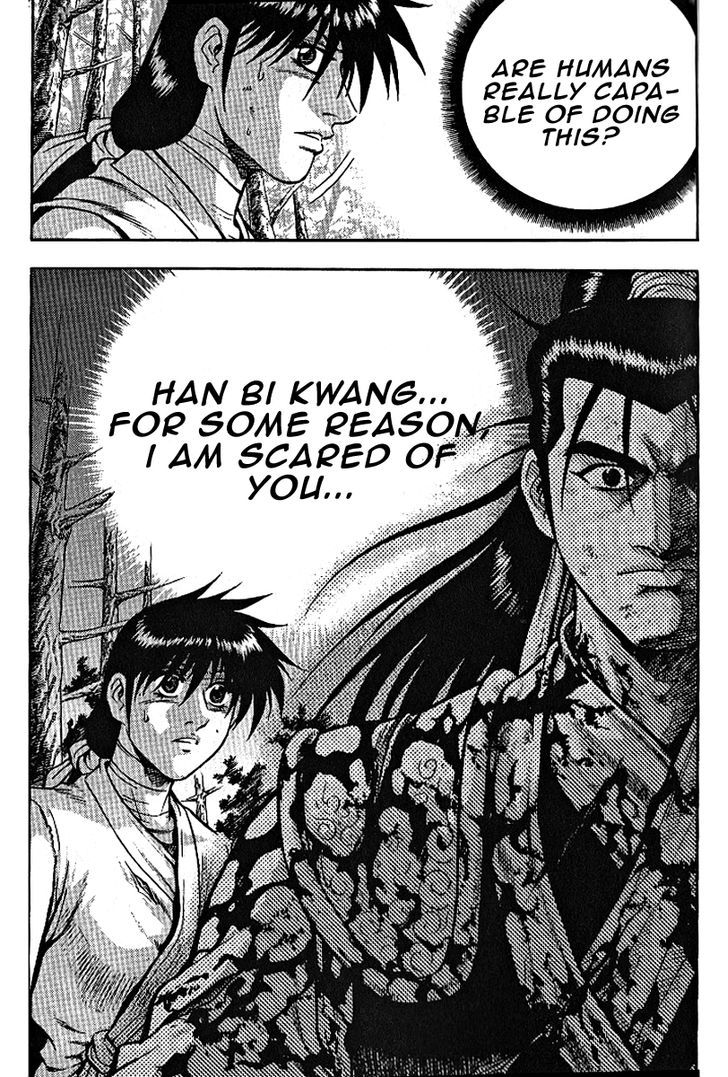 ARE HUMANS
REALLY CAPA-
BLE OF DOING
THIS?
HAN BI KWANG...
FOR SOME REASON,
I AM SCARED OF
YOU...